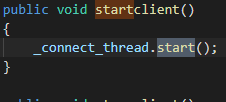 public void startclient()
{
_connect_thread.start();
}